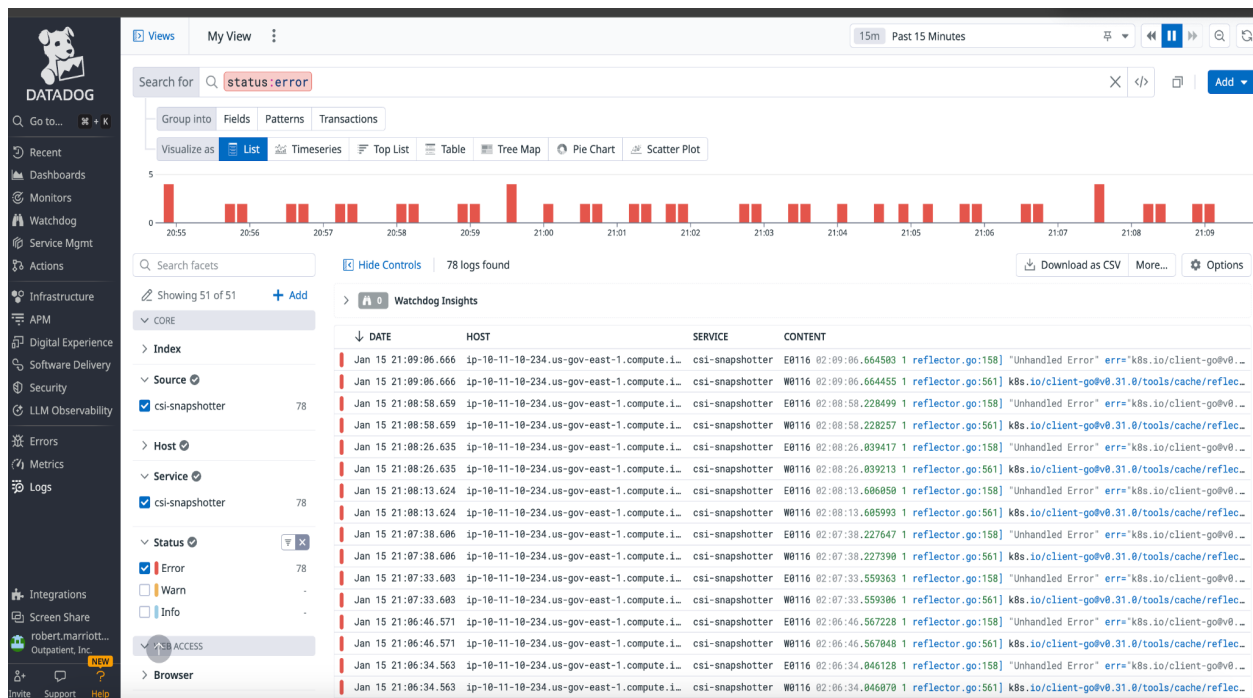 DATADOG
Go to... ⌘ + K
Recent
Dashboards
Monitors
Watchdog
Service Mgmt
Actions
Infrastructure
APM
Digital Experience
Software Delivery
Security
LLM Observability
Errors
Metrics
Logs
Integrations
Screen Share
robert.marriott...
Outpatient, Inc.
NEW
Invite Support Help
Views My View 15m Past 15 Minutes
Search for status:error </> Add
Group into Fields Patterns Transactions
Visualize as List Timeseries Top List Table Tree Map Pie Chart Scatter Plot
5
0
20:55 20:56 20:57 20:58 20:59 21:00 21:01 21:02 21:03 21:04 21:05 21:06 21:07 21:08 21:09
Search facets
Showing 51 of 51 + Add
CORE
Index
Source
csi-snapshotter 78
Host
Service
csi-snapshotter 78
Status
Error 78
Warn -
Info -
ACCESS
Browser
Hide Controls 78 logs found Download as CSV More... Options
0 Watchdog Insights
DATE HOST SERVICE CONTENT
Jan 15 21:09:06.666 ip-10-11-10-234.us-gov-east-1.compute.i… csi-snapshotter E0116 02:09:06.664503 1 reflector.go:158] "Unhandled Error" err="k8s.io/client-go@v0.…
Jan 15 21:09:06.666 ip-10-11-10-234.us-gov-east-1.compute.i… csi-snapshotter W0116 02:09:06.664455 1 reflector.go:561] k8s.io/client-go@v0.31.0/tools/cache/reflec…
Jan 15 21:08:58.659 ip-10-11-10-234.us-gov-east-1.compute.i… csi-snapshotter E0116 02:08:58.228499 1 reflector.go:158] "Unhandled Error" err="k8s.io/client-go@v0.…
Jan 15 21:08:58.659 ip-10-11-10-234.us-gov-east-1.compute.i… csi-snapshotter W0116 02:08:58.228257 1 reflector.go:561] k8s.io/client-go@v0.31.0/tools/cache/reflec…
Jan 15 21:08:26.635 ip-10-11-10-234.us-gov-east-1.compute.i… csi-snapshotter E0116 02:08:26.039417 1 reflector.go:158] "Unhandled Error" err="k8s.io/client-go@v0.…
Jan 15 21:08:26.635 ip-10-11-10-234.us-gov-east-1.compute.i… csi-snapshotter W0116 02:08:26.039213 1 reflector.go:561] k8s.io/client-go@v0.31.0/tools/cache/reflec…
Jan 15 21:08:13.624 ip-10-11-10-234.us-gov-east-1.compute.i… csi-snapshotter E0116 02:08:13.606050 1 reflector.go:158] "Unhandled Error" err="k8s.io/client-go@v0.…
Jan 15 21:08:13.624 ip-10-11-10-234.us-gov-east-1.compute.i… csi-snapshotter W0116 02:08:13.605993 1 reflector.go:561] k8s.io/client-go@v0.31.0/tools/cache/reflec…
Jan 15 21:07:38.606 ip-10-11-10-234.us-gov-east-1.compute.i… csi-snapshotter E0116 02:07:38.227647 1 reflector.go:158] "Unhandled Error" err="k8s.io/client-go@v0.…
Jan 15 21:07:38.606 ip-10-11-10-234.us-gov-east-1.compute.i… csi-snapshotter W0116 02:07:38.227390 1 reflector.go:561] k8s.io/client-go@v0.31.0/tools/cache/reflec…
Jan 15 21:07:33.603 ip-10-11-10-234.us-gov-east-1.compute.i… csi-snapshotter E0116 02:07:33.559363 1 reflector.go:158] "Unhandled Error" err="k8s.io/client-go@v0.…
Jan 15 21:07:33.603 ip-10-11-10-234.us-gov-east-1.compute.i… csi-snapshotter W0116 02:07:33.559306 1 reflector.go:561] k8s.io/client-go@v0.31.0/tools/cache/reflec…
Jan 15 21:06:46.571 ip-10-11-10-234.us-gov-east-1.compute.i… csi-snapshotter E0116 02:06:46.567228 1 reflector.go:158] "Unhandled Error" err="k8s.io/client-go@v0.…
Jan 15 21:06:46.571 ip-10-11-10-234.us-gov-east-1.compute.i… csi-snapshotter W0116 02:06:46.567048 1 reflector.go:561] k8s.io/client-go@v0.31.0/tools/cache/reflec…
Jan 15 21:06:34.563 ip-10-11-10-234.us-gov-east-1.compute.i… csi-snapshotter E0116 02:06:34.046128 1 reflector.go:158] "Unhandled Error" err="k8s.io/client-go@v0.…
Jan 15 21:06:34.563 ip-10-11-10-234.us-gov-east-1.compute.i… csi-snapshotter W0116 02:06:34.046070 1 reflector.go:561] k8s.io/client-go@v0.31.0/tools/cache/reflec…